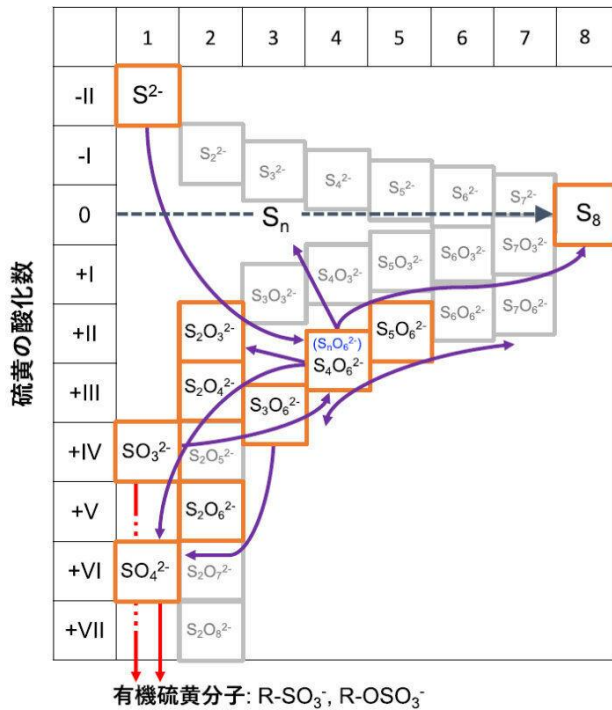 1 2 3 4 5 6 7 8
硫黄の酸化数
-II S²⁻
-I S₂²⁻ S₃²⁻ S₄²⁻ S₅²⁻ S₆²⁻ S₇²⁻
0 Sₙ S₈
+I S₃O₃²⁻ S₄O₃²⁻ S₅O₃²⁻ S₆O₃²⁻ S₇O₃²⁻
+II S₂O₃²⁻ (SₙO₆²⁻) S₄O₆²⁻ S₅O₆²⁻ S₆O₆²⁻ S₇O₆²⁻
+III S₂O₄²⁻ S₃O₆²⁻
+IV SO₃²⁻ S₂O₅²⁻
+V S₂O₆²⁻
+VI SO₄²⁻ S₂O₇²⁻
+VII S₂O₈²⁻
有機硫黄分子: R-SO₃⁻, R-OSO₃⁻